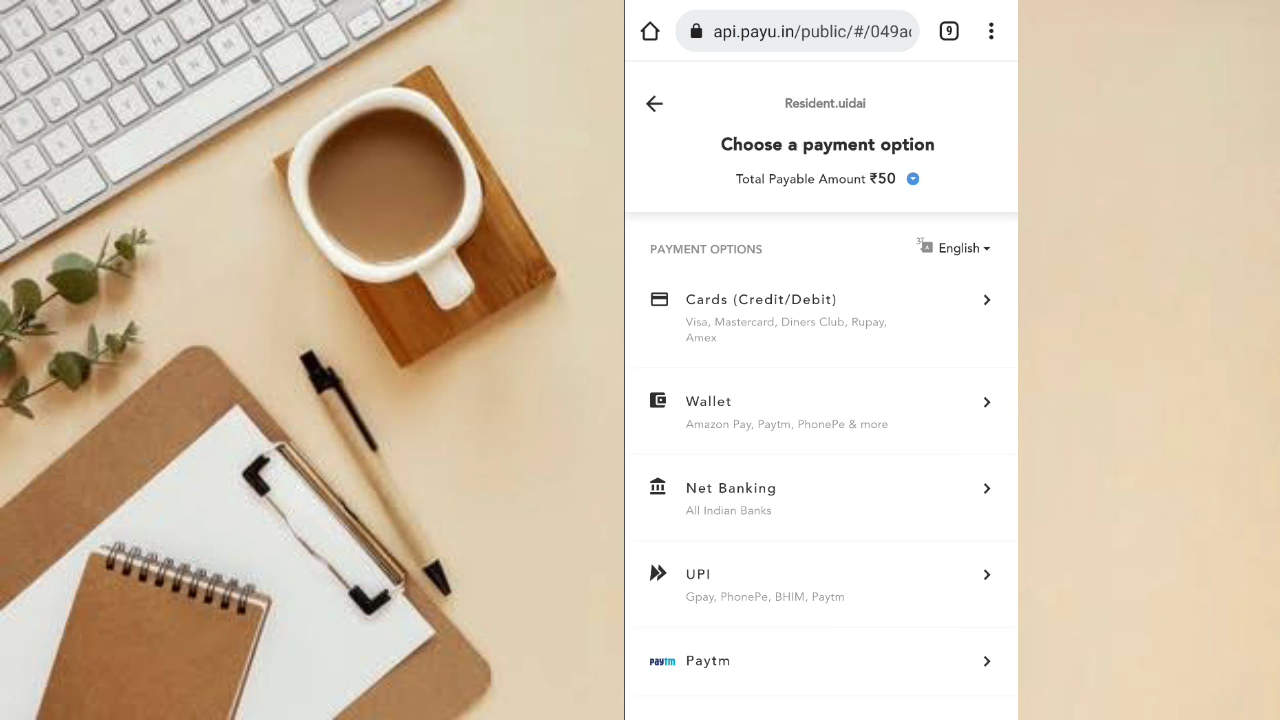 api.payu.in/public/#/049a
9
Resident.uidai
Choose a payment option
Total Payable Amount ₹50
PAYMENT OPTIONS
English
Cards (Credit/Debit)
Visa, Mastercard, Diners Club, Rupay,
Amex
Wallet
Amazon Pay, Paytm, PhonePe & more
Net Banking
All Indian Banks
UPI
Gpay, PhonePe, BHIM, Paytm
paytm Paytm